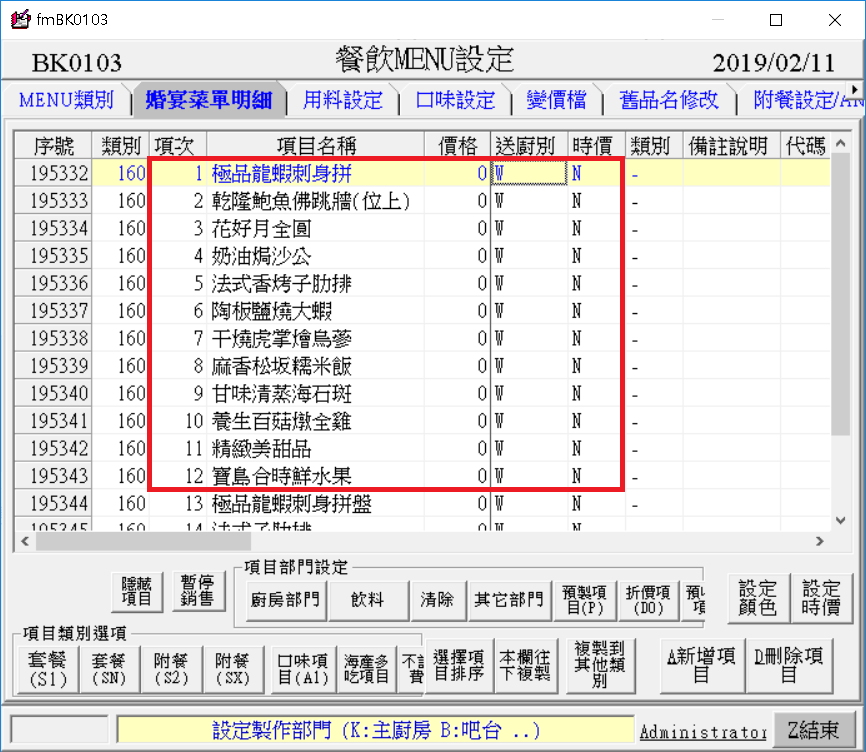 fmBK0103
BK0103 餐飲MENU設定 2019/02/11
MENU類別 婚宴菜單明細 用料設定 口味設定 變價檔 舊品名修改 附餐設定/AN
序號 類別 項次 項目名稱 價格 送廚別 時價 類別 備註說明 代碼
195332 160 1 極品龍蝦刺身拼 0 W N -
195333 160 2 乾隆鮑魚佛跳牆(位上) 0 W N -
195334 160 3 花好月全圓 0 W N -
195335 160 4 奶油焗沙公 0 W N -
195336 160 5 法式香烤子肋排 0 W N -
195337 160 6 陶板鹽燒大蝦 0 W N -
195338 160 7 干燒虎掌燴烏蔘 0 W N -
195339 160 8 麻香松坂糯米飯 0 W N -
195340 160 9 甘味清蒸海石斑 0 W N -
195341 160 10 養生百菇燉全雞 0 W N -
195342 160 11 精緻美甜品 0 W N -
195343 160 12 寶島合時鮮水果 0 W N -
195344 160 13 極品龍蝦刺身拼盤 0 W N -
195345 160 14 法式子肋排 0 W N
隱藏項目 暫停銷售
項目部門設定
廚房部門 飲料 清除 其它部門 預製項目(P) 折價項(DO) 預 項
設定顏色 設定時價
項目類別選項
套餐(S1) 套餐(SN) 附餐(S2) 附餐(SX) 口味項目(A1) 海產多吃項目 不 費
選擇項目排序 本欄往下複製 複製到其他類別 A新增項目 D刪除項目
設定製作部門 (K:主廚房 B:吧台 ..) Administrator Z結束